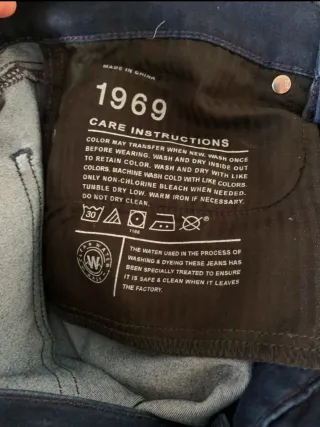 MADE IN CHINA
1969
CARE INSTRUCTIONS
COLOR MAY TRANSFER WHEN NEW. WASH ONCE
BEFORE WEARING. WASH AND DRY INSIDE OUT
TO RETAIN COLOR. WASH AND DRY WITH LIKE
COLORS. MACHINE WASH COLD WITH LIKE COLORS.
ONLY NON-CHLORINE BLEACH WHEN NEEDED.
TUMBLE DRY LOW. WARM IRON IF NECESSARY.
DO NOT DRY CLEAN.
30
W
THE WATER USED IN THE PROCESS OF
WASHING & DYEING THESE JEANS HAS
BEEN SPECIALLY TREATED TO ENSURE
IT IS SAFE & CLEAN WHEN IT LEAVES
THE FACTORY.